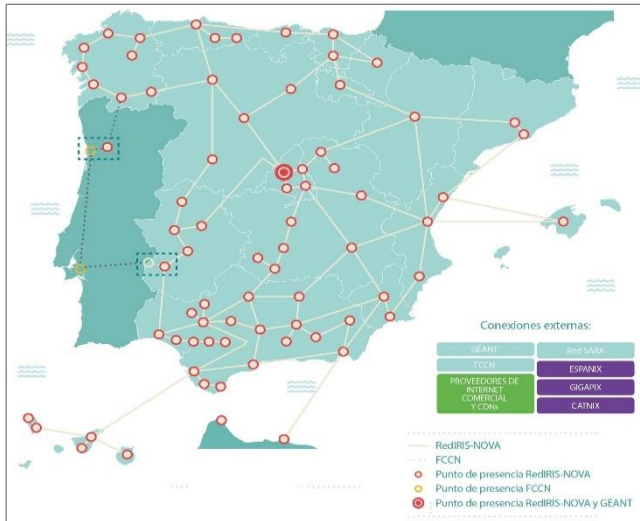 Conexiones externas:
GÉANT
Red SARA
FCCN
ESPANIX
PROVEEDORES DE
INTERNET
COMERCIAL
Y CDNs
GIGAPIX
CATNIX
RedIRIS-NOVA
FCCN
Punto de presencia RedIRIS-NOVA
Punto de presencia FCCN
Punto de presencia RedIRIS-NOVA y GÉANT